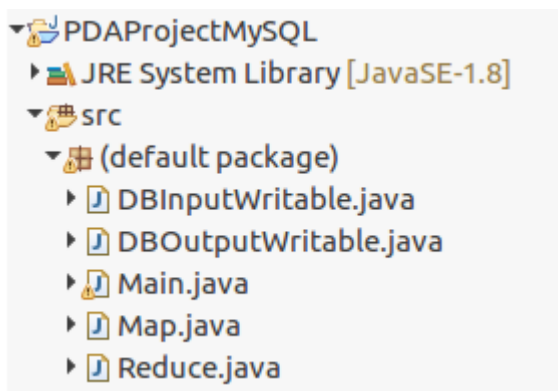 PDAProjectMySQL
JRE System Library [JavaSE-1.8]
src
(default package)
DBInputWritable.java
DBOutputWritable.java
Main.java
Map.java
Reduce.java